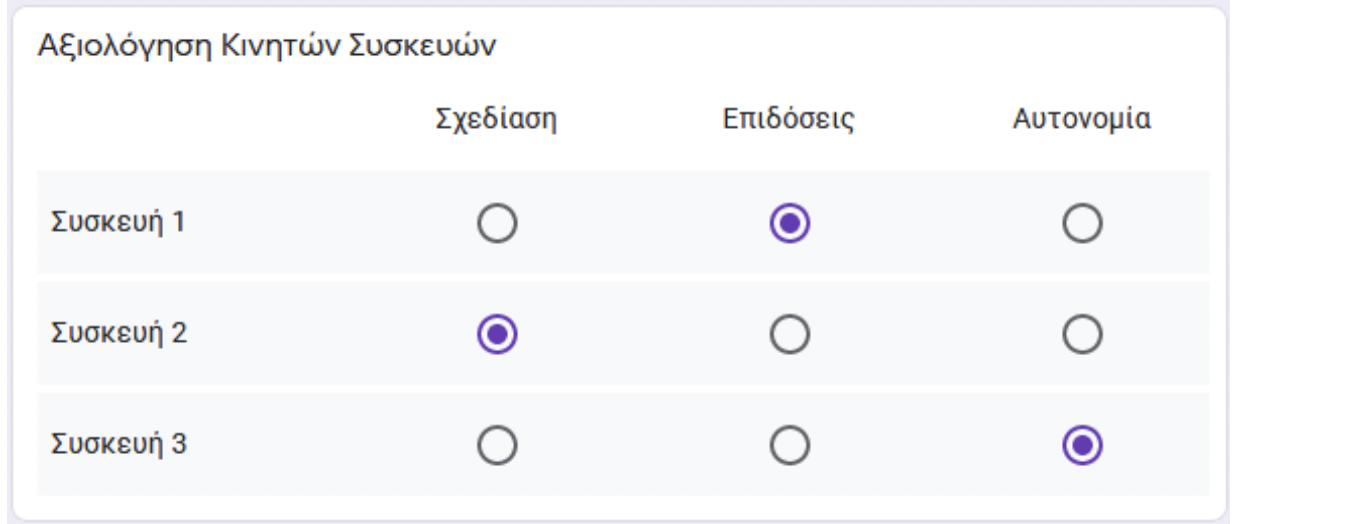 Αξιολόγηση Κινητών Συσκευών
Σχεδίαση Επιδόσεις Αυτονομία
Συσκευή 1
Συσκευή 2
Συσκευή 3